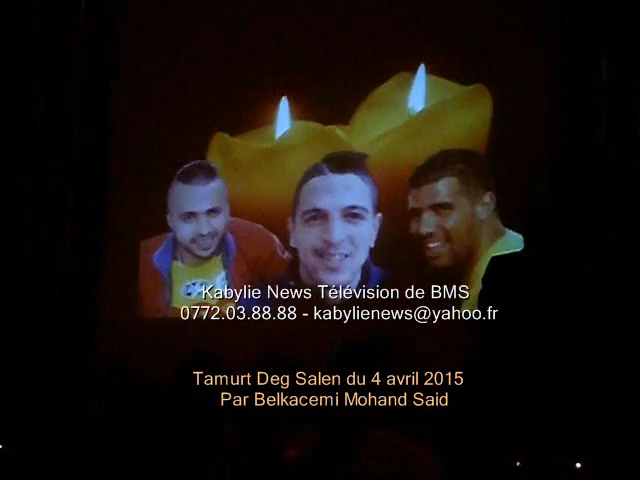 Kabylie News Télévision de BMS
0772.03.88.88 - kabylienews@yahoo.fr
Tamurt Deg Salen du 4 avril 2015
Par Belkacemi Mohand Said